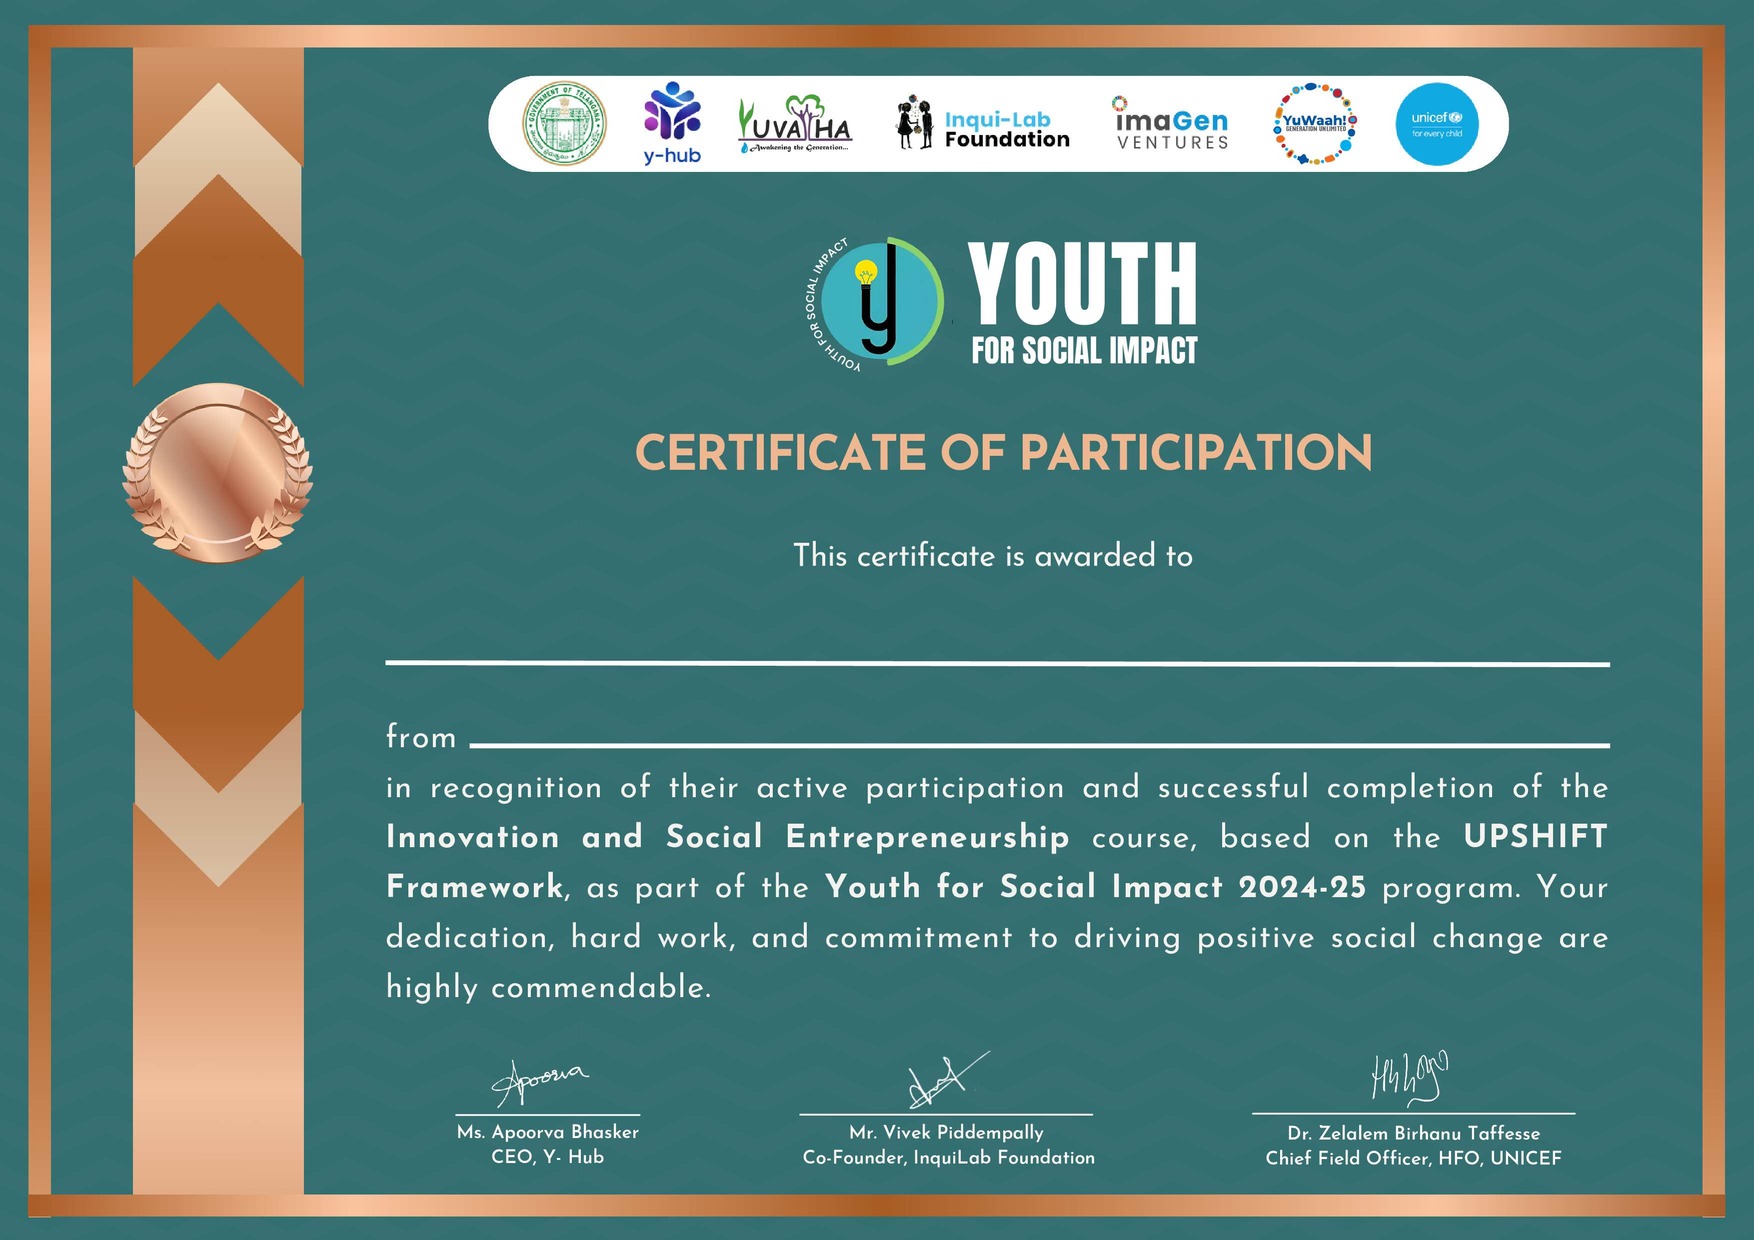 GOVERNMENT OF TELANGANA
y-hub
YUVATHA
Awakening the Generation...
Inqui-Lab
Foundation
imaGen
VENTURES
YuWaah!
GENERATION UNLIMITED
unicef
for every child
YOUTH FOR SOCIAL IMPACT
y
YOUTH
FOR SOCIAL IMPACT
CERTIFICATE OF PARTICIPATION
This certificate is awarded to
from
in recognition of their active participation and successful completion of the
Innovation and Social Entrepreneurship course, based on the UPSHIFT
Framework, as part of the Youth for Social Impact 2024-25 program. Your
dedication, hard work, and commitment to driving positive social change are
highly commendable.
Apoorva
Ms. Apoorva Bhasker
CEO, Y- Hub
Mr. Vivek Piddempally
Co-Founder, InquiLab Foundation
Dr. Zelalem Birhanu Taffesse
Chief Field Officer, HFO, UNICEF